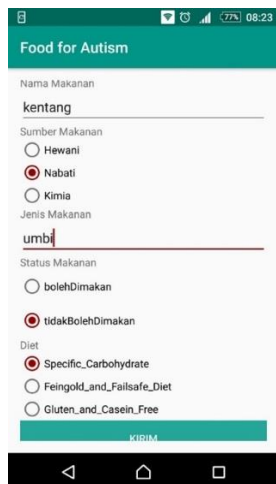 77% 08:23
Food for Autism
Nama Makanan
kentang
Sumber Makanan
Hewani
Nabati
Kimia
Jenis Makanan
umbi
Status Makanan
bolehDimakan
tidakBolehDimakan
Diet
Specific_Carbohydrate
Feingold_and_Failsafe_Diet
Gluten_and_Casein_Free
KIRIM